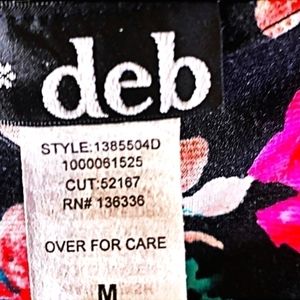 deb
STYLE:1385504D
1000061525
CUT:52167
RN# 136336
OVER FOR CARE
M